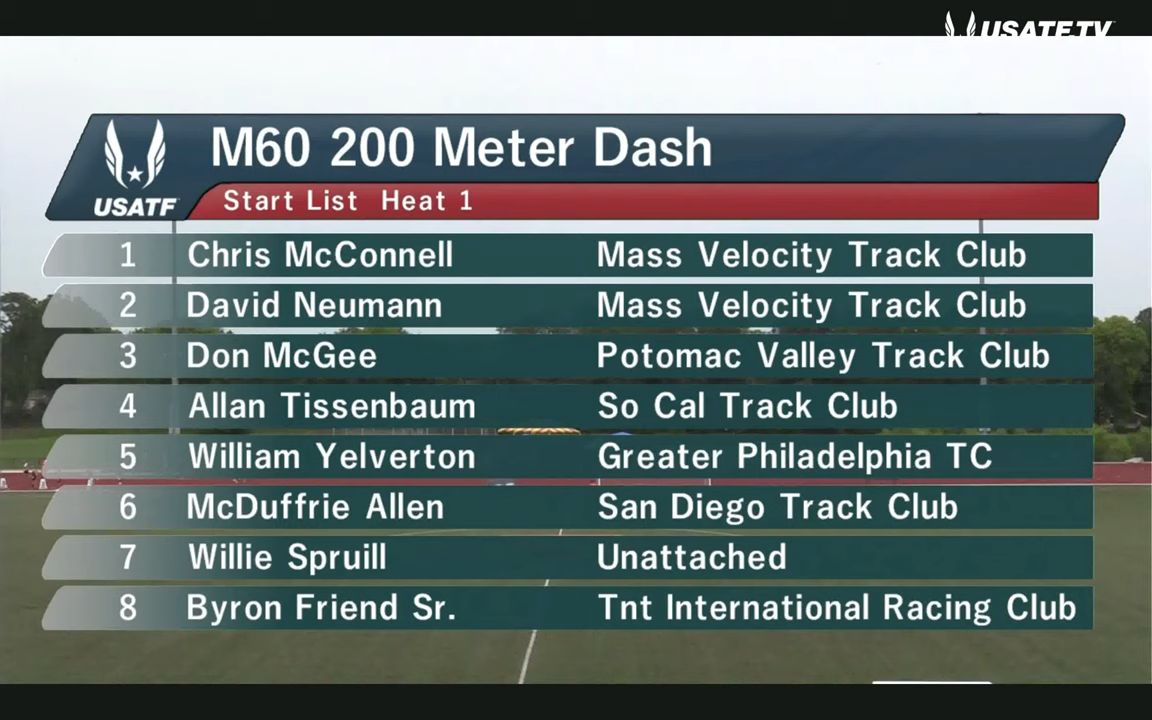 USATF.TV
M60 200 Meter Dash
USATF
Start List Heat 1
1 Chris McConnell Mass Velocity Track Club
2 David Neumann Mass Velocity Track Club
3 Don McGee Potomac Valley Track Club
4 Allan Tissenbaum So Cal Track Club
5 William Yelverton Greater Philadelphia TC
6 McDuffrie Allen San Diego Track Club
7 Willie Spruill Unattached
8 Byron Friend Sr. Tnt International Racing Club